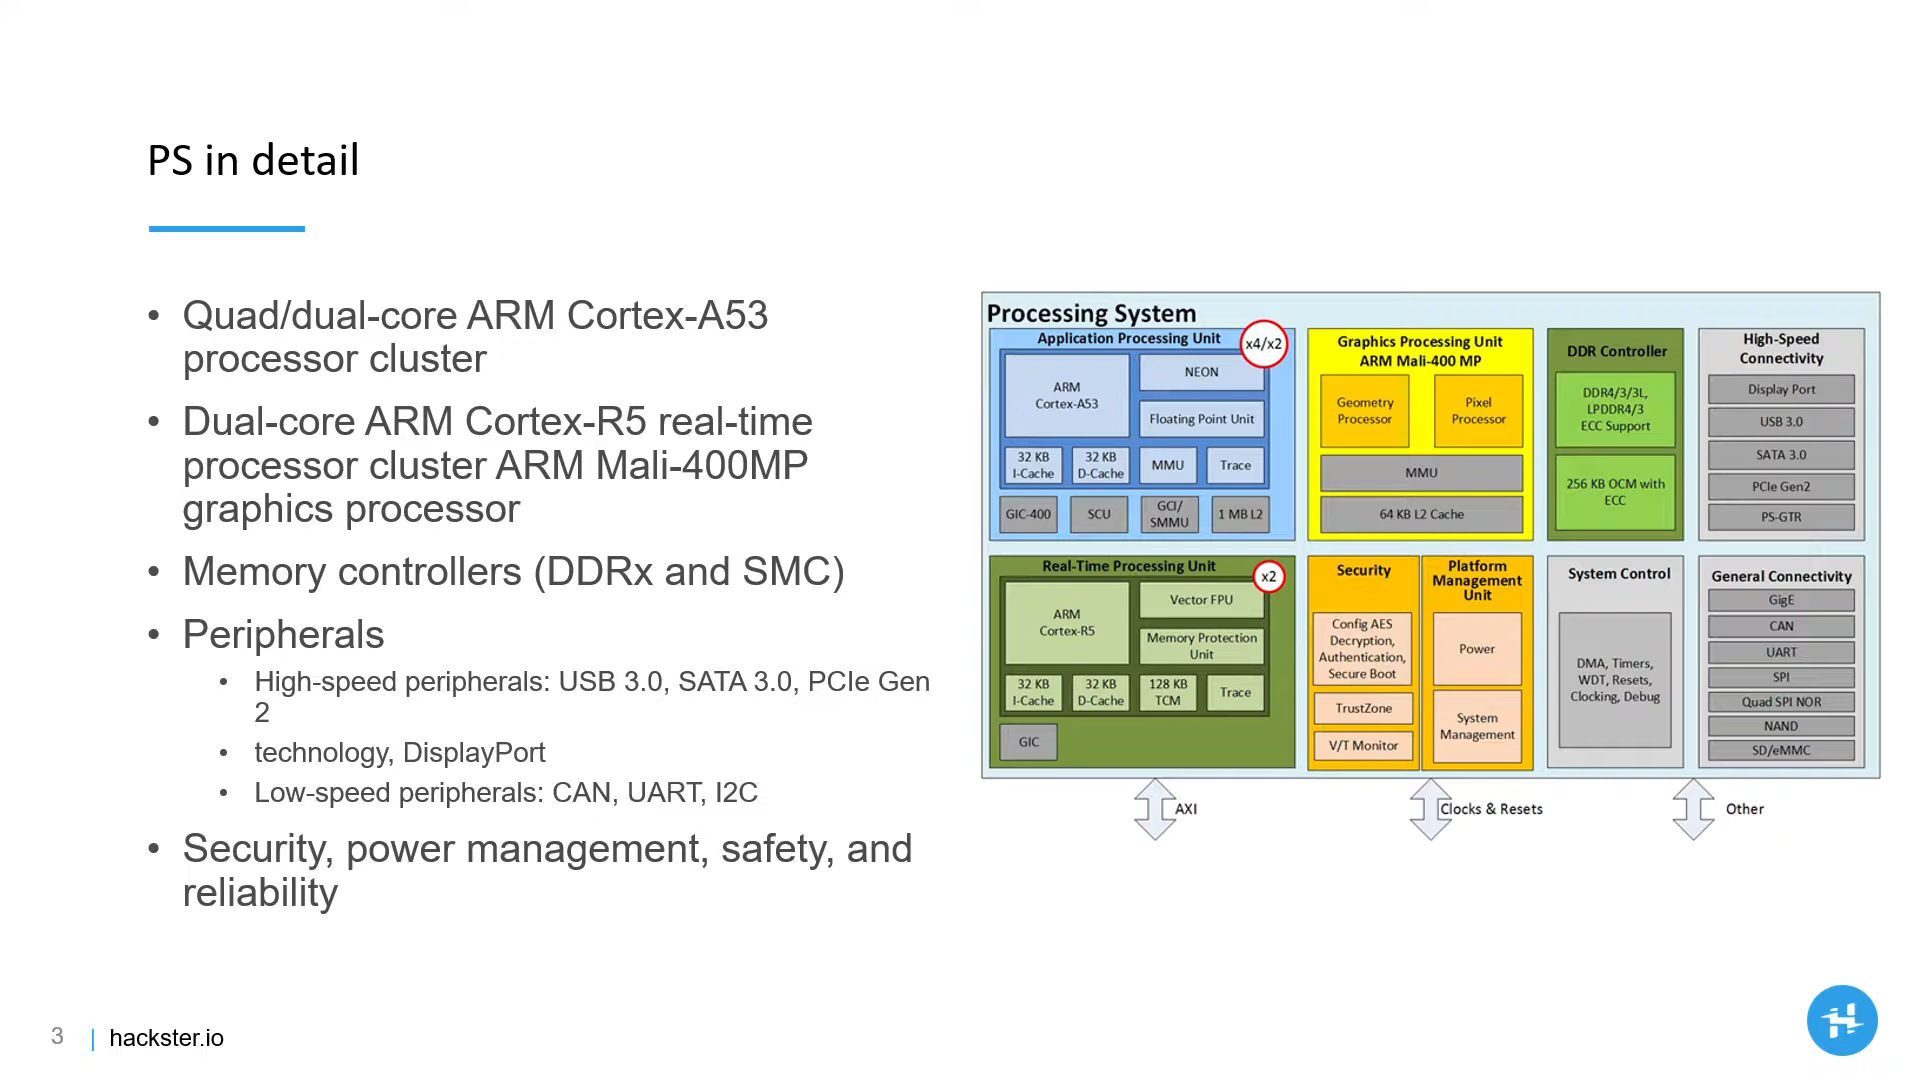 PS in detail
• Quad/dual-core ARM Cortex-A53
processor cluster
• Dual-core ARM Cortex-R5 real-time
processor cluster ARM Mali-400MP
graphics processor
• Memory controllers (DDRx and SMC)
• Peripherals
• High-speed peripherals: USB 3.0, SATA 3.0, PCIe Gen
2
• technology, DisplayPort
• Low-speed peripherals: CAN, UART, I2C
• Security, power management, safety, and
reliability
Processing System
Application Processing Unit
x4/x2
ARM
Cortex-A53
NEON
Floating Point Unit
32 KB
I-Cache
32 KB
D-Cache
MMU
Trace
GIC-400
SCU
GCI/
SMMU
1 MB L2
Graphics Processing Unit
ARM Mali-400 MP
Geometry
Processor
Pixel
Processor
MMU
64 KB L2 Cache
DDR Controller
DDR4/3/3L,
LPDDR4/3
ECC Support
256 KB OCM with
ECC
High-Speed
Connectivity
Display Port
USB 3.0
SATA 3.0
PCIe Gen2
PS-GTR
Real-Time Processing Unit
x2
ARM
Cortex-R5
Vector FPU
Memory Protection
Unit
32 KB
I-Cache
32 KB
D-Cache
128 KB
TCM
Trace
GIC
Security
Config AES
Decryption,
Authentication,
Secure Boot
TrustZone
V/T Monitor
Platform
Management
Unit
Power
System
Management
System Control
DMA, Timers,
WDT, Resets,
Clocking, Debug
General Connectivity
GigE
CAN
UART
SPI
Quad SPI NOR
NAND
SD/eMMC
AXI
Clocks & Resets
Other
3 | hackster.io